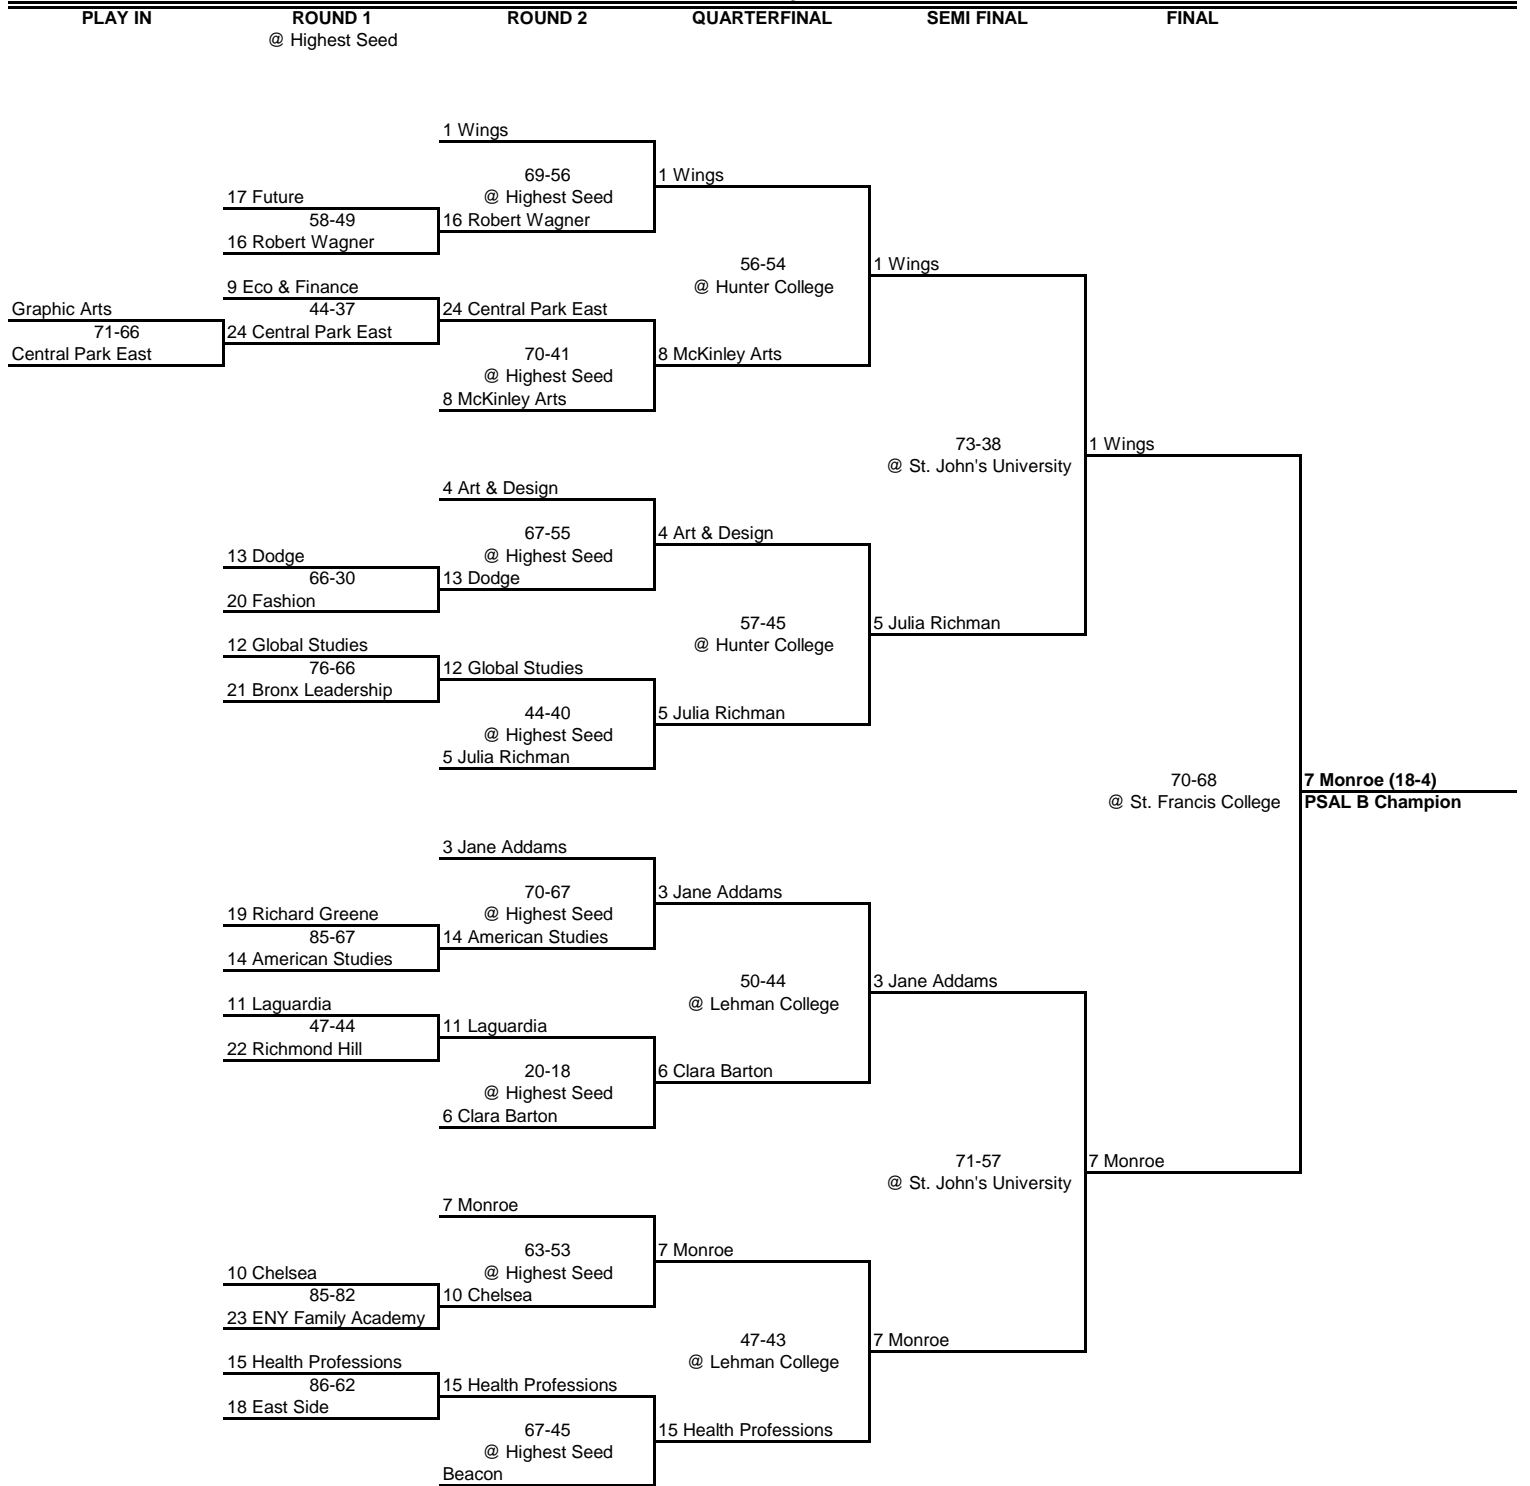 PLAY IN ROUND 1 ROUND 2 QUARTERFINAL SEMI FINAL FINAL
@ Highest Seed
1 Wings
69-56
1 Wings
17 Future
@ Highest Seed
58-49
16 Robert Wagner
16 Robert Wagner
56-54
1 Wings
9 Eco & Finance
@ Hunter College
Graphic Arts
44-37
24 Central Park East
71-66
24 Central Park East
Central Park East
70-41
8 McKinley Arts
@ Highest Seed
8 McKinley Arts
73-38
1 Wings
@ St. John's University
4 Art & Design
67-55
4 Art & Design
13 Dodge
@ Highest Seed
66-30
13 Dodge
20 Fashion
57-45
5 Julia Richman
12 Global Studies
@ Hunter College
76-66
12 Global Studies
21 Bronx Leadership
44-40
5 Julia Richman
@ Highest Seed
5 Julia Richman
70-68
7 Monroe (18-4)
@ St. Francis College
PSAL B Champion
3 Jane Addams
70-67
3 Jane Addams
19 Richard Greene
@ Highest Seed
85-67
14 American Studies
14 American Studies
50-44
3 Jane Addams
11 Laguardia
@ Lehman College
47-44
11 Laguardia
22 Richmond Hill
20-18
6 Clara Barton
@ Highest Seed
6 Clara Barton
71-57
7 Monroe
@ St. John's University
7 Monroe
63-53
7 Monroe
10 Chelsea
@ Highest Seed
85-82
10 Chelsea
23 ENY Family Academy
47-43
7 Monroe
15 Health Professions
@ Lehman College
86-62
15 Health Professions
18 East Side
67-45
15 Health Professions
@ Highest Seed
Beacon